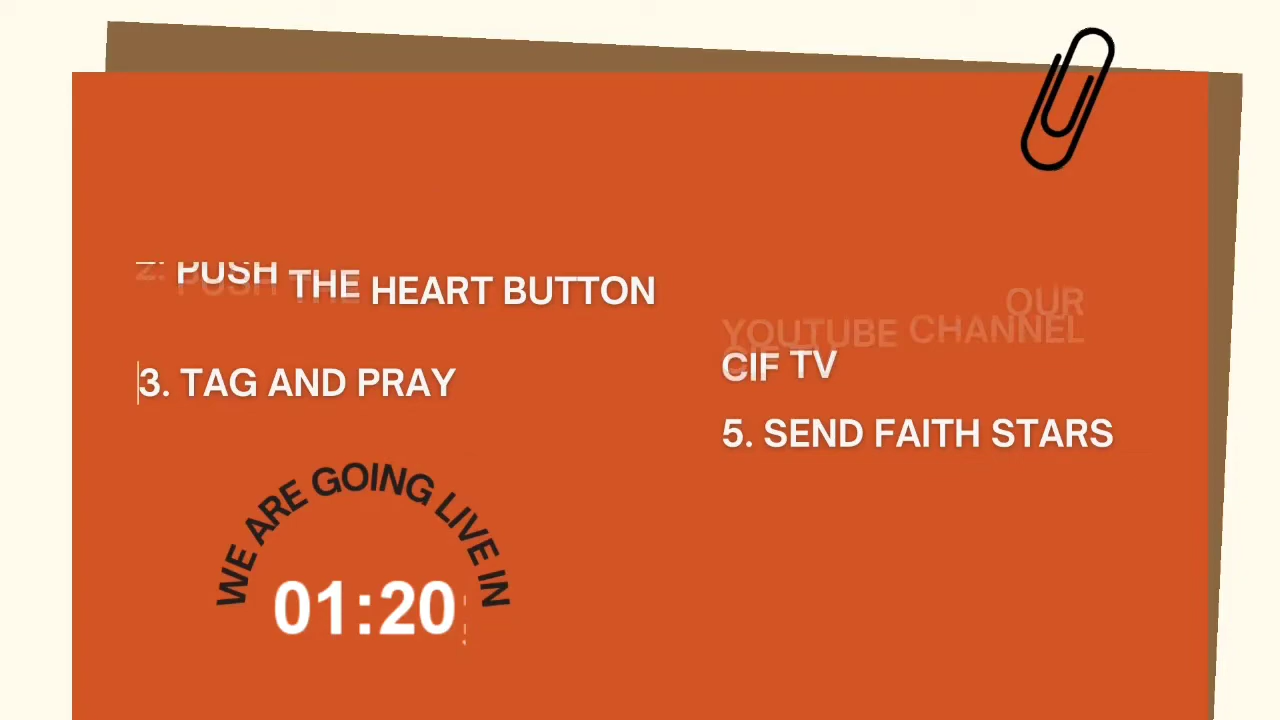 2. PUSH THE HEART BUTTON
3. TAG AND PRAY
OUR
YOUTUBE CHANNEL
CIF TV
5. SEND FAITH STARS
WE ARE GOING LIVE IN
01:20